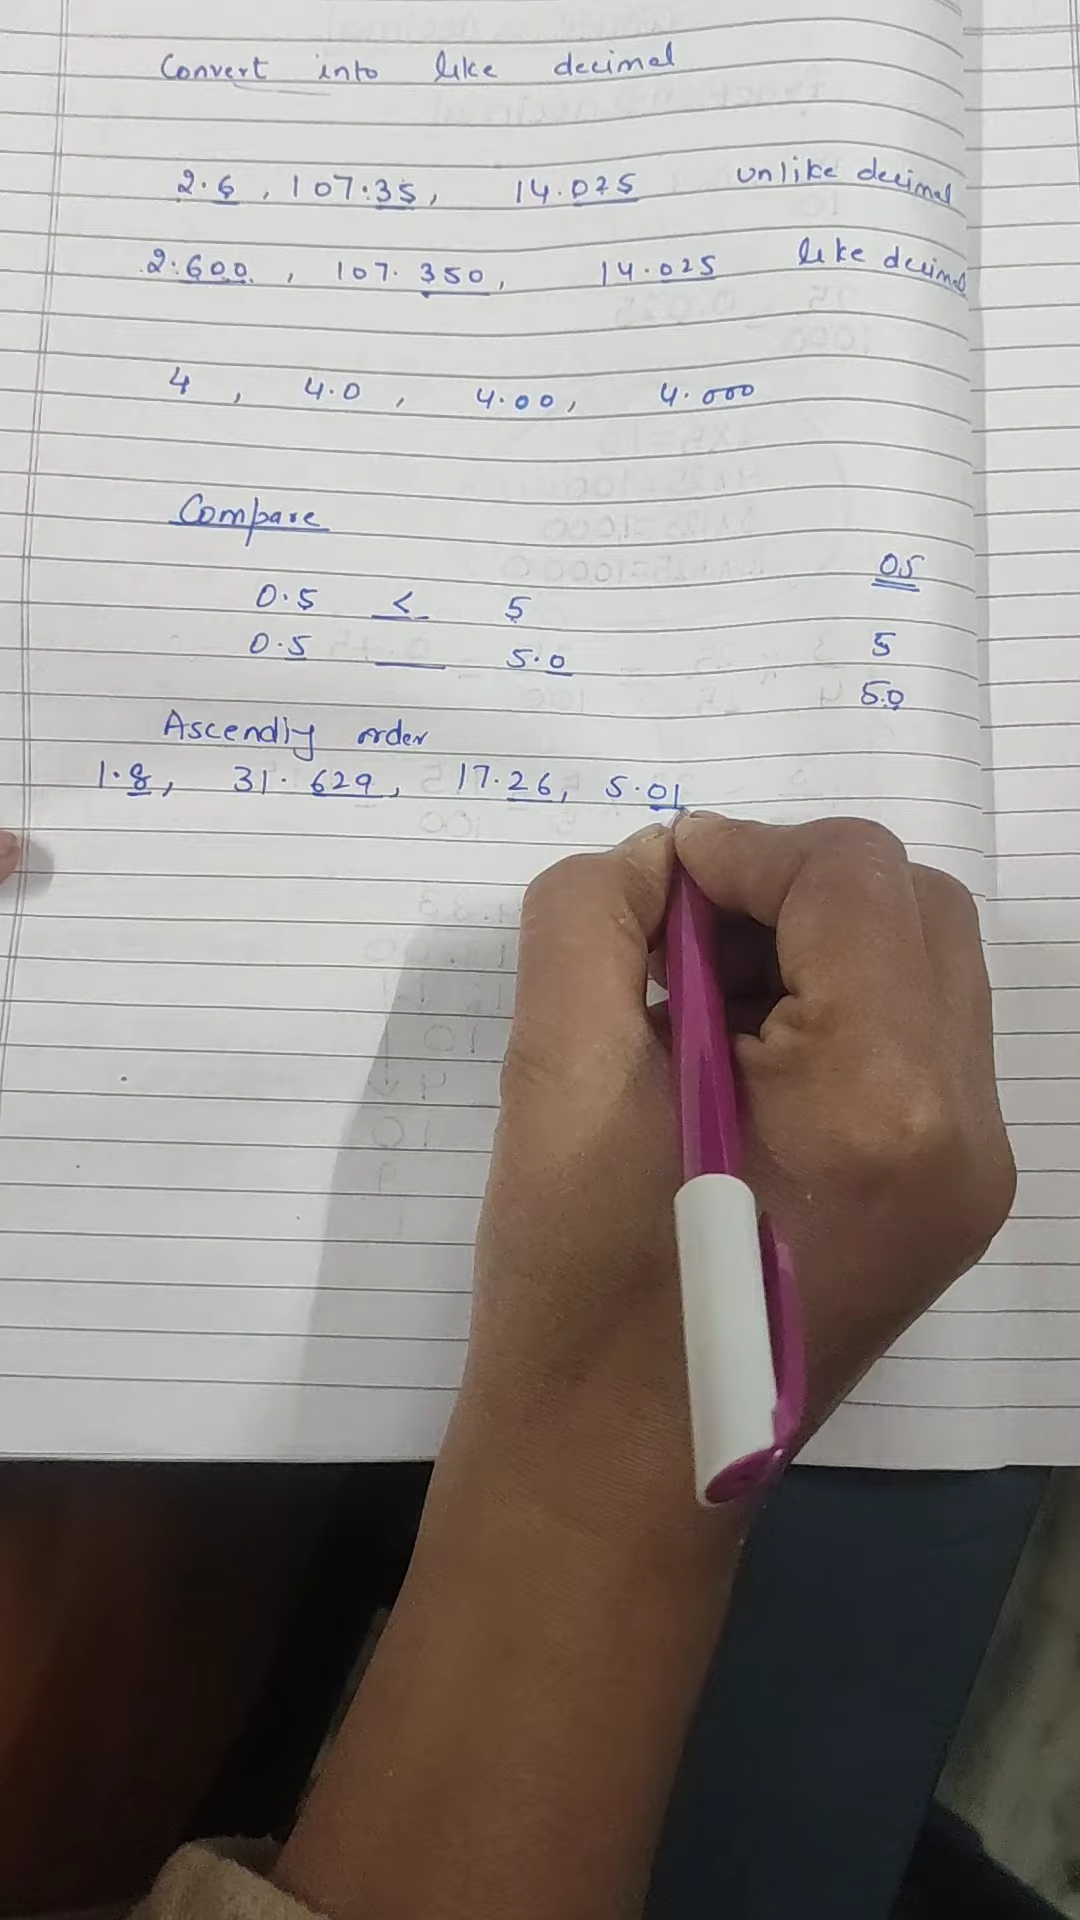 Convert into like decimal
2.6 , 107.35, 14.025 unlike decimal
2.600 , 107.350, 14.025 like decimal
4 , 4.0 , 4.00, 4.000
Compare
0.5
0.5 < 5
0.5 __ 5.0 5
5.0
Ascendiy order
1.8, 31.629, 17.26, 5.01